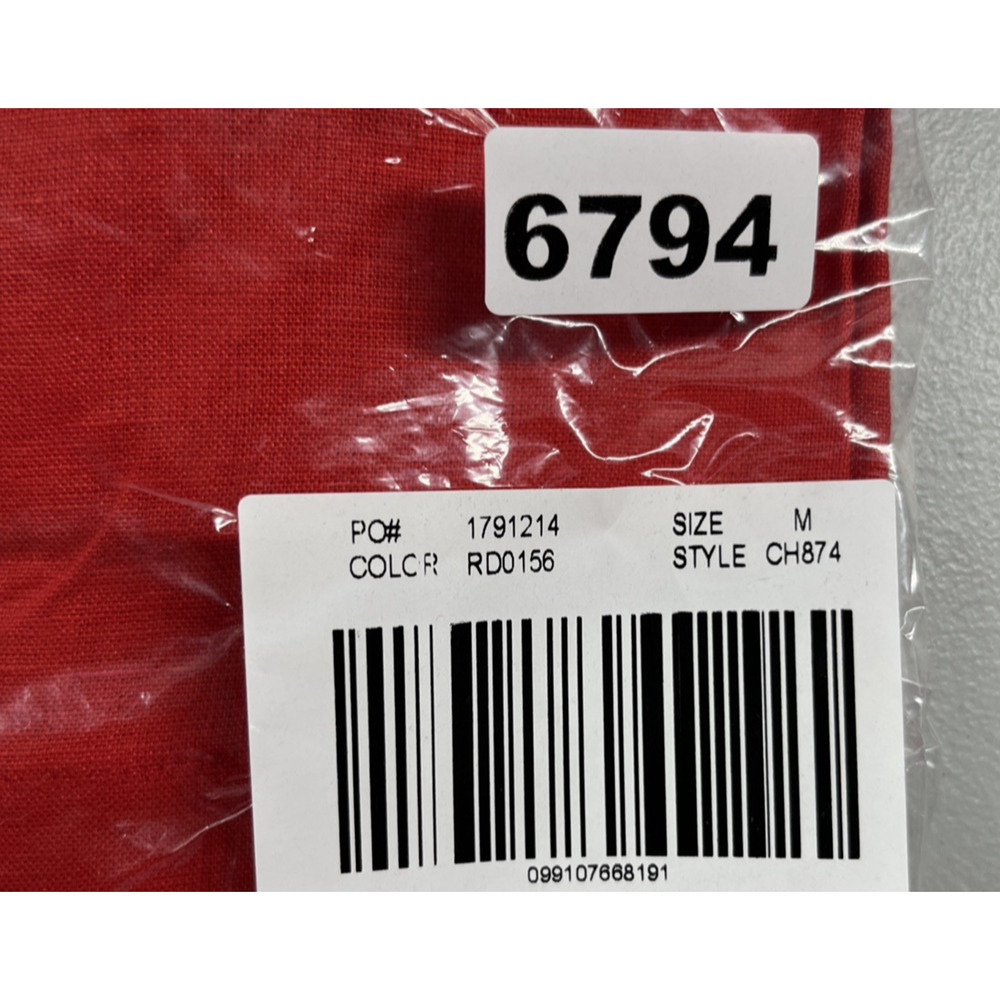 6794
PO# 1791214 SIZE M
COLOR RD0156 STYLE CH874
099107668191